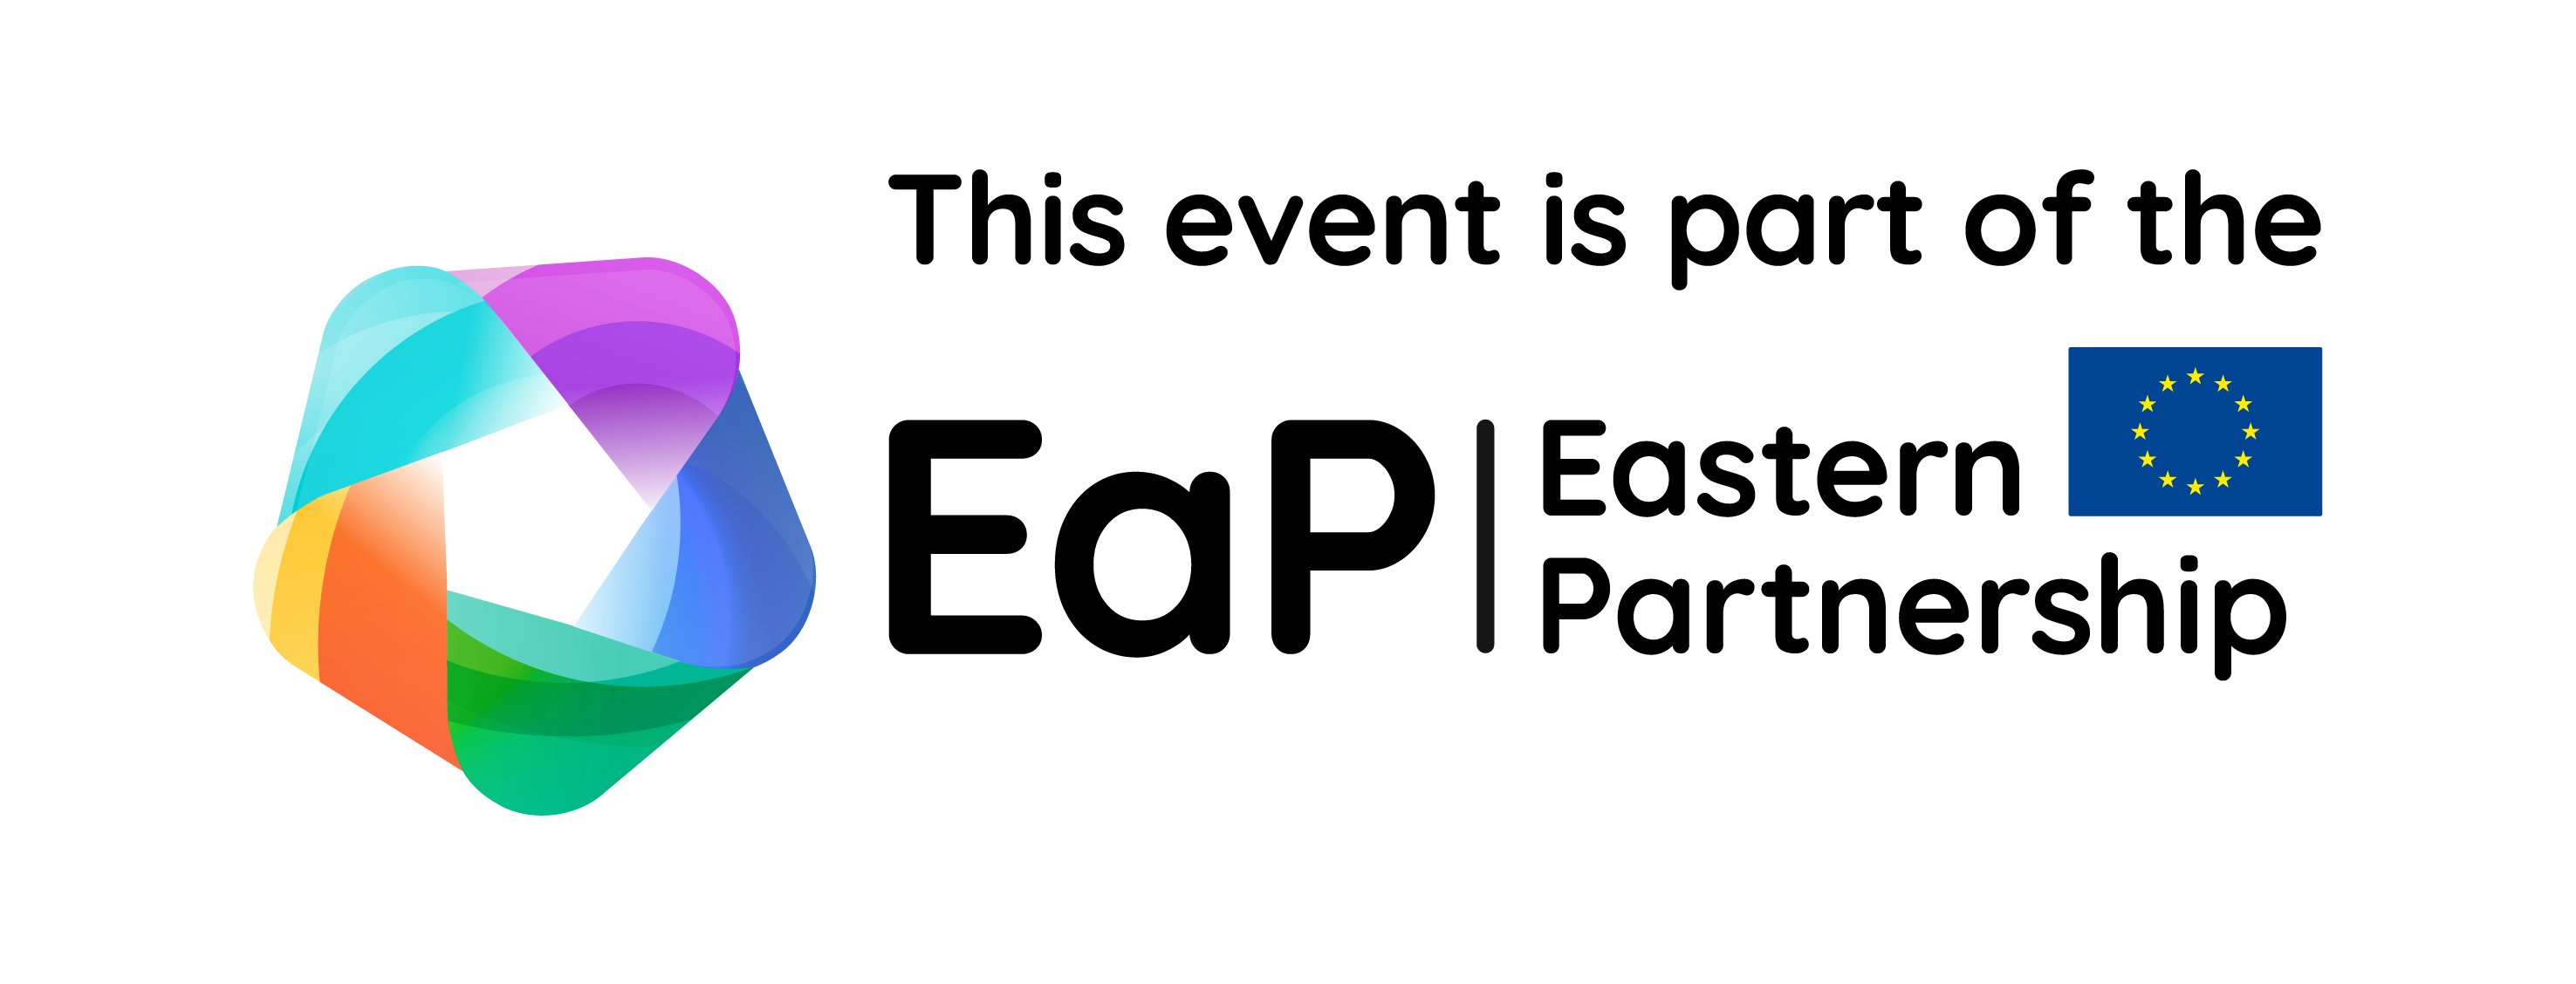 This event is part of the
EaP | Eastern
Partnership